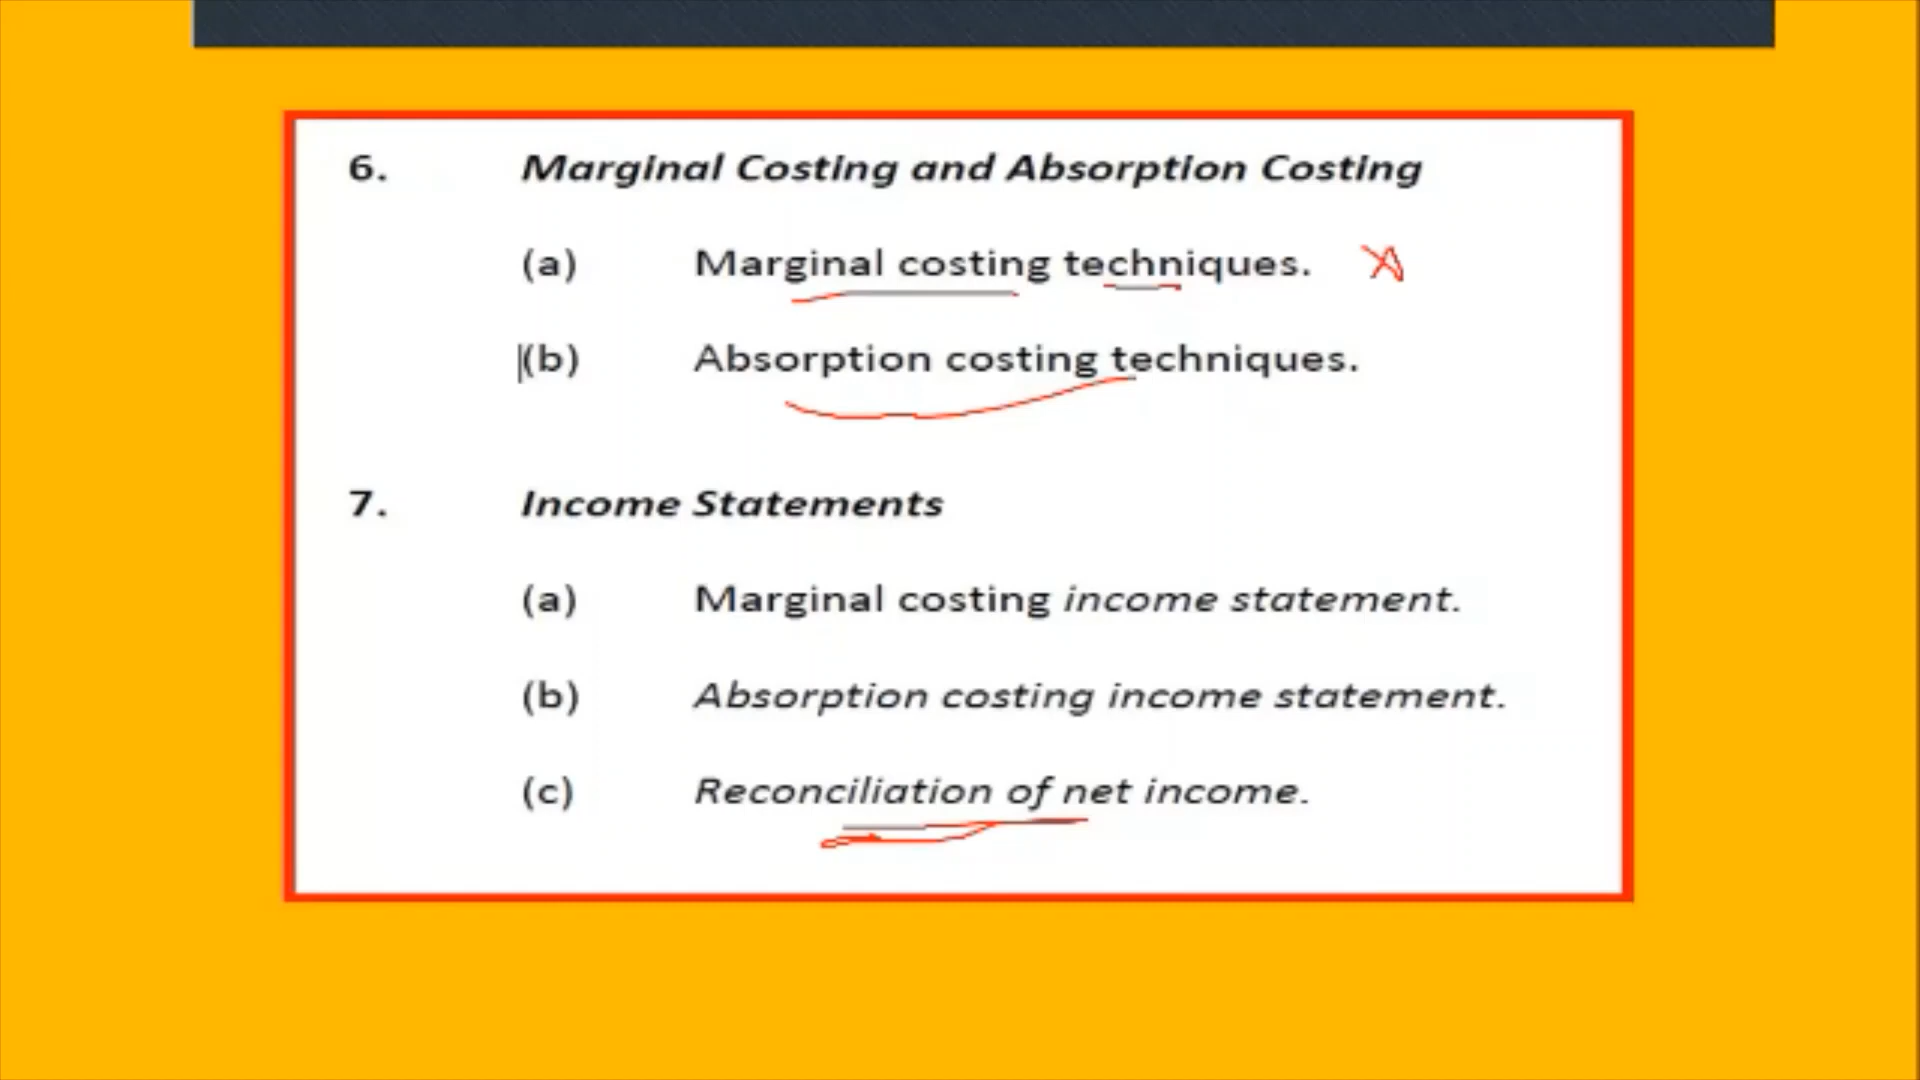 6. Marginal Costing and Absorption Costing
(a) Marginal costing techniques.
(b) Absorption costing techniques.
7. Income Statements
(a) Marginal costing income statement.
(b) Absorption costing income statement.
(c) Reconciliation of net income.